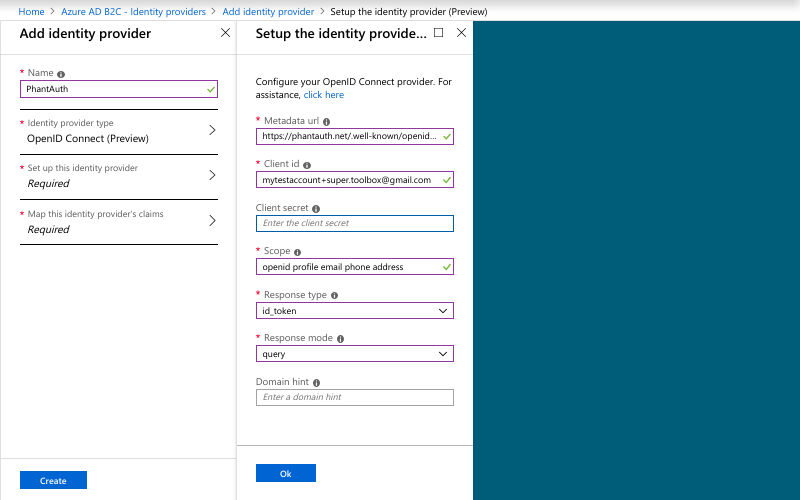 Home > Azure AD B2C - Identity providers > Add identity provider > Setup the identity provider (Preview)
Add identity provider
* Name
PhantAuth
* Identity provider type
OpenID Connect (Preview)
* Set up this identity provider
Required
* Map this identity provider's claims
Required
Create
Setup the identity provide...
Configure your OpenID Connect provider. For
assistance, click here
* Metadata url
https://phantauth.net/.well-known/openid...
* Client id
mytestaccount+super.toolbox@gmail.com
Client secret
Enter the client secret
* Scope
openid profile email phone address
* Response type
id_token
* Response mode
query
Domain hint
Enter a domain hint
Ok